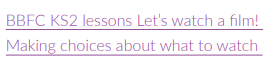 BBFC KS2 lessons Let's watch a film!
Making choices about what to watch